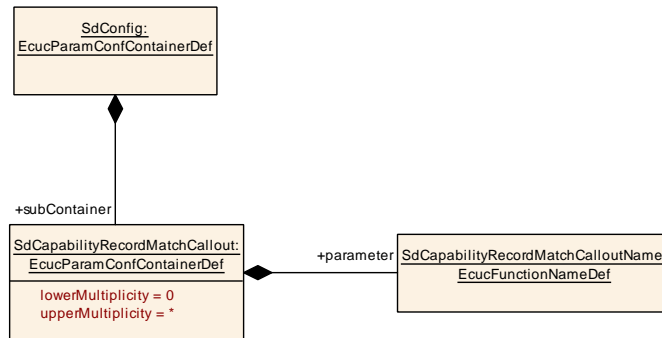 SdConfig:
EcucParamConfContainerDef
+subContainer
SdCapabilityRecordMatchCallout:
EcucParamConfContainerDef
lowerMultiplicity = 0
upperMultiplicity = *
+parameter
SdCapabilityRecordMatchCalloutName
EcucFunctionNameDef